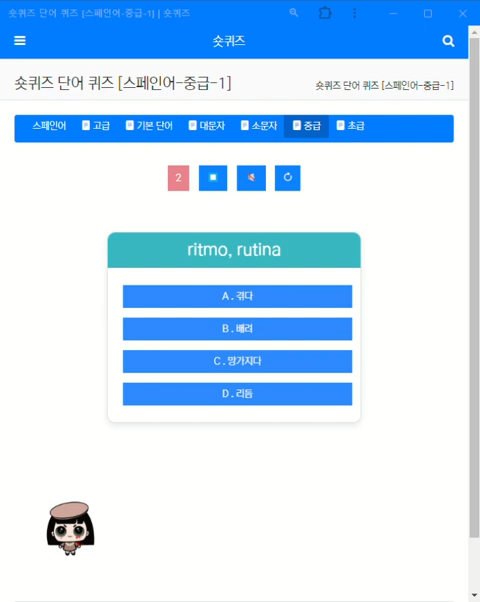 숏퀴즈 단어 퀴즈 [스페인어-중급-1] | 숏퀴즈
숏퀴즈
숏퀴즈 단어 퀴즈 [스페인어-중급-1]
숏퀴즈 단어 퀴즈 [스페인어-중급-1]
스페인어 고급 기본 단어 대문자 소문자 중급 초급
2
ritmo, rutina
A. 겪다
B. 배려
C. 망가지다
D. 리듬